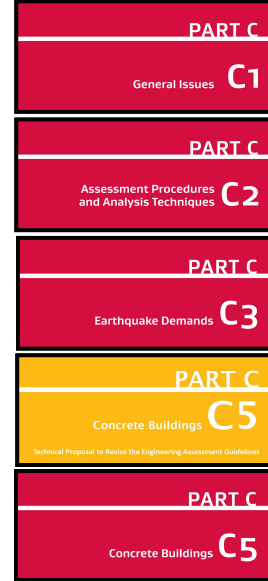 PART C
General Issues C1
PART C
Assessment Procedures
and Analysis Techniques C2
PART C
Earthquake Demands C3
PART C
Concrete Buildings C5
Technical Proposal to Revise the Engineering Assessment Guidelines
PART C
Concrete Buildings C5